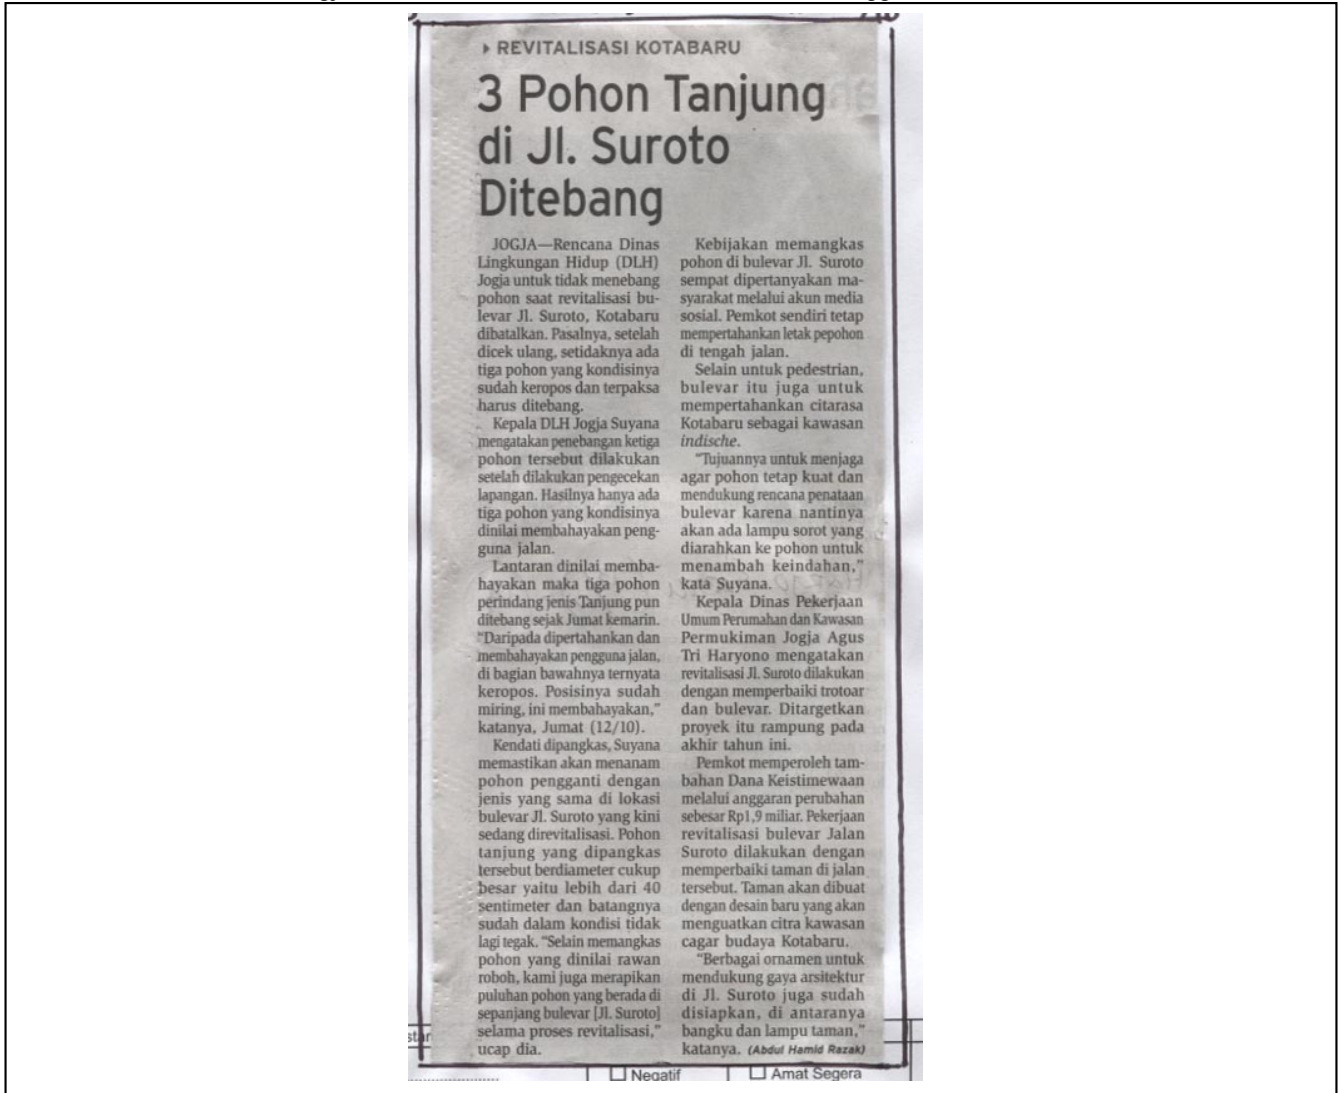 REVITALISASI KOTABARU
3 Pohon Tanjung
di Jl. Suroto
Ditebang
JOGJA—Rencana Dinas
Lingkungan Hidup (DLH)
Jogja untuk tidak menebang
pohon saat revitalisasi bu-
levar Jl. Suroto, Kotabaru
dibatalkan. Pasalnya, setelah
dicek ulang, setidaknya ada
tiga pohon yang kondisinya
sudah keropos dan terpaksa
harus ditebang.
Kepala DLH Jogja Suyana
mengatakan penebangan ketiga
pohon tersebut dilakukan
setelah dilakukan pengecekan
lapangan. Hasilnya hanya ada
tiga pohon yang kondisinya
dinilai membahayakan peng-
guna jalan.
Lantaran dinilai memba-
hayakan maka tiga pohon
perindang jenis Tanjung pun
ditebang sejak Jumat kemarin.
“Daripada dipertahankan dan
membahayakan pengguna jalan,
di bagian bawahnya ternyata
keropos. Posisinya sudah
miring, ini membahayakan,”
katanya, Jumat (12/10).
Kendati dipangkas, Suyana
memastikan akan menanam
pohon pengganti dengan
jenis yang sama di lokasi
bulevar Jl. Suroto yang kini
sedang direvitalisasi. Pohon
tanjung yang dipangkas
tersebut berdiameter cukup
besar yaitu lebih dari 40
sentimeter dan batangnya
sudah dalam kondisi tidak
lagi tegak. “Selain memangkas
pohon yang dinilai rawan
roboh, kami juga merapikan
puluhan pohon yang berada di
sepanjang bulevar [Jl. Suroto]
selama proses revitalisasi,”
ucap dia.
Kebijakan memangkas
pohon di bulevar Jl. Suroto
sempat dipertanyakan ma-
syarakat melalui akun media
sosial. Pemkot sendiri tetap
mempertahankan letak pepohon
di tengah jalan.
Selain untuk pedestrian,
bulevar itu juga untuk
mempertahankan citarasa
Kotabaru sebagai kawasan
indische.
“Tujuannya untuk menjaga
agar pohon tetap kuat dan
mendukung rencana penataan
bulevar karena nantinya
akan ada lampu sorot yang
diarahkan ke pohon untuk
menambah keindahan,”
kata Suyana.
Kepala Dinas Pekerjaan
Umum Perumahan dan Kawasan
Permukiman Jogja Agus
Tri Haryono mengatakan
revitalisasi Jl. Suroto dilakukan
dengan memperbaiki trotoar
dan bulevar. Ditargetkan
proyek itu rampung pada
akhir tahun ini.
Pemkot memperoleh tam-
bahan Dana Keistimewaan
melalui anggaran perubahan
sebesar Rp1,9 miliar. Pekerjaan
revitalisasi bulevar Jalan
Suroto dilakukan dengan
memperbaiki taman di jalan
tersebut. Taman akan dibuat
dengan desain baru yang akan
menguatkan citra kawasan
cagar budaya Kotabaru.
“Berbagai ornamen untuk
mendukung gaya arsitektur
di Jl. Suroto juga sudah
disiapkan, di antaranya
bangku dan lampu taman,”
katanya. (Abdul Hamid Razak)
Negatif
Amat Segera